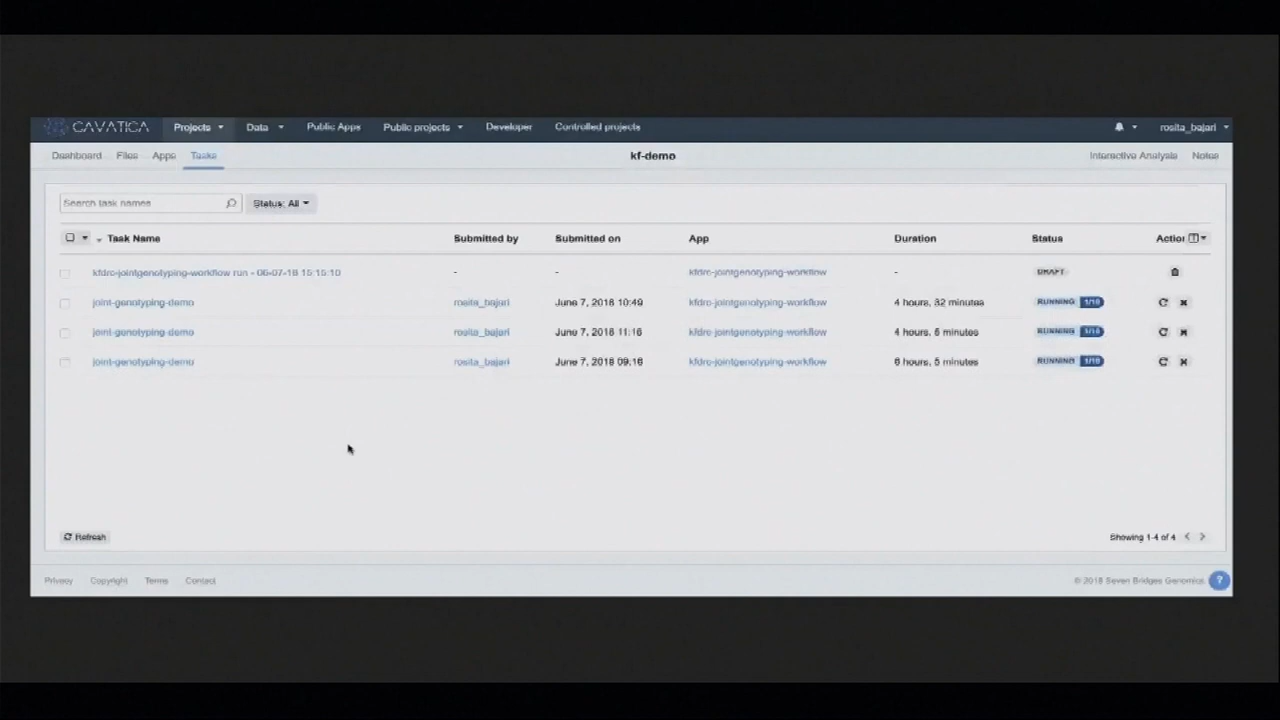 CAVATICA Projects Data Public Apps Public projects Developer Controlled projects rosita_bajari
Dashboard Files Apps Tasks kf-demo Interactive Analysis Notes
Search task names Status: All
Task Name Submitted by Submitted on App Duration Status Action
kfdrc-jointgenotyping-workflow run - 06-07-18 15:15:10 - - kfdrc-jointgenotyping-workflow - DRAFT
joint-genotyping-demo rosita_bajari June 7, 2018 10:49 kfdrc-jointgenotyping-workflow 4 hours, 32 minutes RUNNING 1/10
joint-genotyping-demo rosita_bajari June 7, 2018 11:16 kfdrc-jointgenotyping-workflow 4 hours, 5 minutes RUNNING 1/10
joint-genotyping-demo rosita_bajari June 7, 2018 09:16 kfdrc-jointgenotyping-workflow 6 hours, 5 minutes RUNNING 1/10
Refresh Showing 1-4 of 4
Privacy Copyright Terms Contact © 2018 Seven Bridges Genomics ?